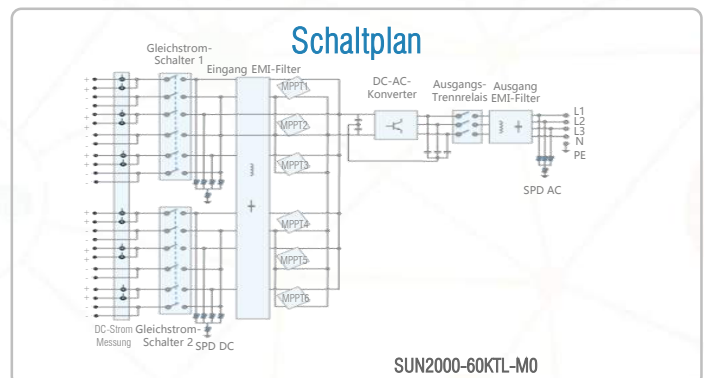 Schaltplan
Gleichstrom-
Schalter 1
Eingang EMI-Filter
DC-AC-
Konverter
Ausgangs-
Trennrelais
Ausgang
EMI-Filter
MPPT1
MPPT2
MPPT3
MPPT4
MPPT5
MPPT6
L1
L2
L3
N
PE
SPD AC
DC-Strom
Messung
Gleichstrom-
Schalter 2
SPD DC
SUN2000-60KTL-M0